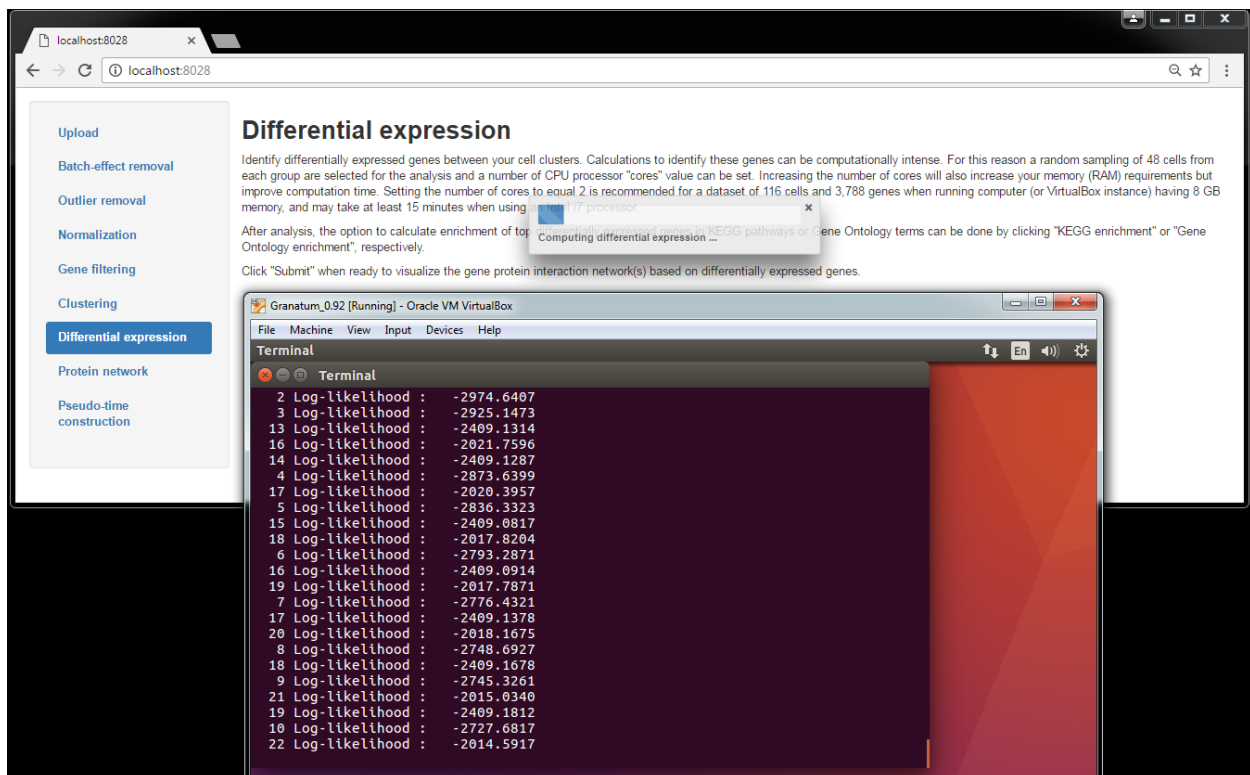 localhost:8028
localhost:8028
Upload
Batch-effect removal
Outlier removal
Normalization
Gene filtering
Clustering
Differential expression
Protein network
Pseudo-time
construction
Differential expression
Identify differentially expressed genes between your cell clusters. Calculations to identify these genes can be computationally intense. For this reason a random sampling of 48 cells from
each group are selected for the analysis and a number of CPU processor "cores" value can be set. Increasing the number of cores will also increase your memory (RAM) requirements but
improve computation time. Setting the number of cores to equal 2 is recommended for a dataset of 116 cells and 3,788 genes when running computer (or VirtualBox instance) having 8 GB
memory, and may take at least 15 minutes when using an Intel i7 processor.
After analysis, the option to calculate enrichment of top differentially expressed genes in KEGG pathways or Gene Ontology terms can be done by clicking "KEGG enrichment" or "Gene
Ontology enrichment", respectively.
Click "Submit" when ready to visualize the gene protein interaction network(s) based on differentially expressed genes.
Computing differential expression ...
Granatum_0.92 [Running] - Oracle VM VirtualBox
File Machine View Input Devices Help
Terminal
En
Terminal
2 Log-likelihood : -2974.6407
3 Log-likelihood : -2925.1473
13 Log-likelihood : -2409.1314
16 Log-likelihood : -2021.7596
14 Log-likelihood : -2409.1287
4 Log-likelihood : -2873.6399
17 Log-likelihood : -2020.3957
5 Log-likelihood : -2836.3323
15 Log-likelihood : -2409.0817
18 Log-likelihood : -2017.8204
6 Log-likelihood : -2793.2871
16 Log-likelihood : -2409.0914
19 Log-likelihood : -2017.7871
7 Log-likelihood : -2776.4321
17 Log-likelihood : -2409.1378
20 Log-likelihood : -2018.1675
8 Log-likelihood : -2748.6927
18 Log-likelihood : -2409.1678
9 Log-likelihood : -2745.3261
21 Log-likelihood : -2015.0340
19 Log-likelihood : -2409.1812
10 Log-likelihood : -2727.6817
22 Log-likelihood : -2014.5917